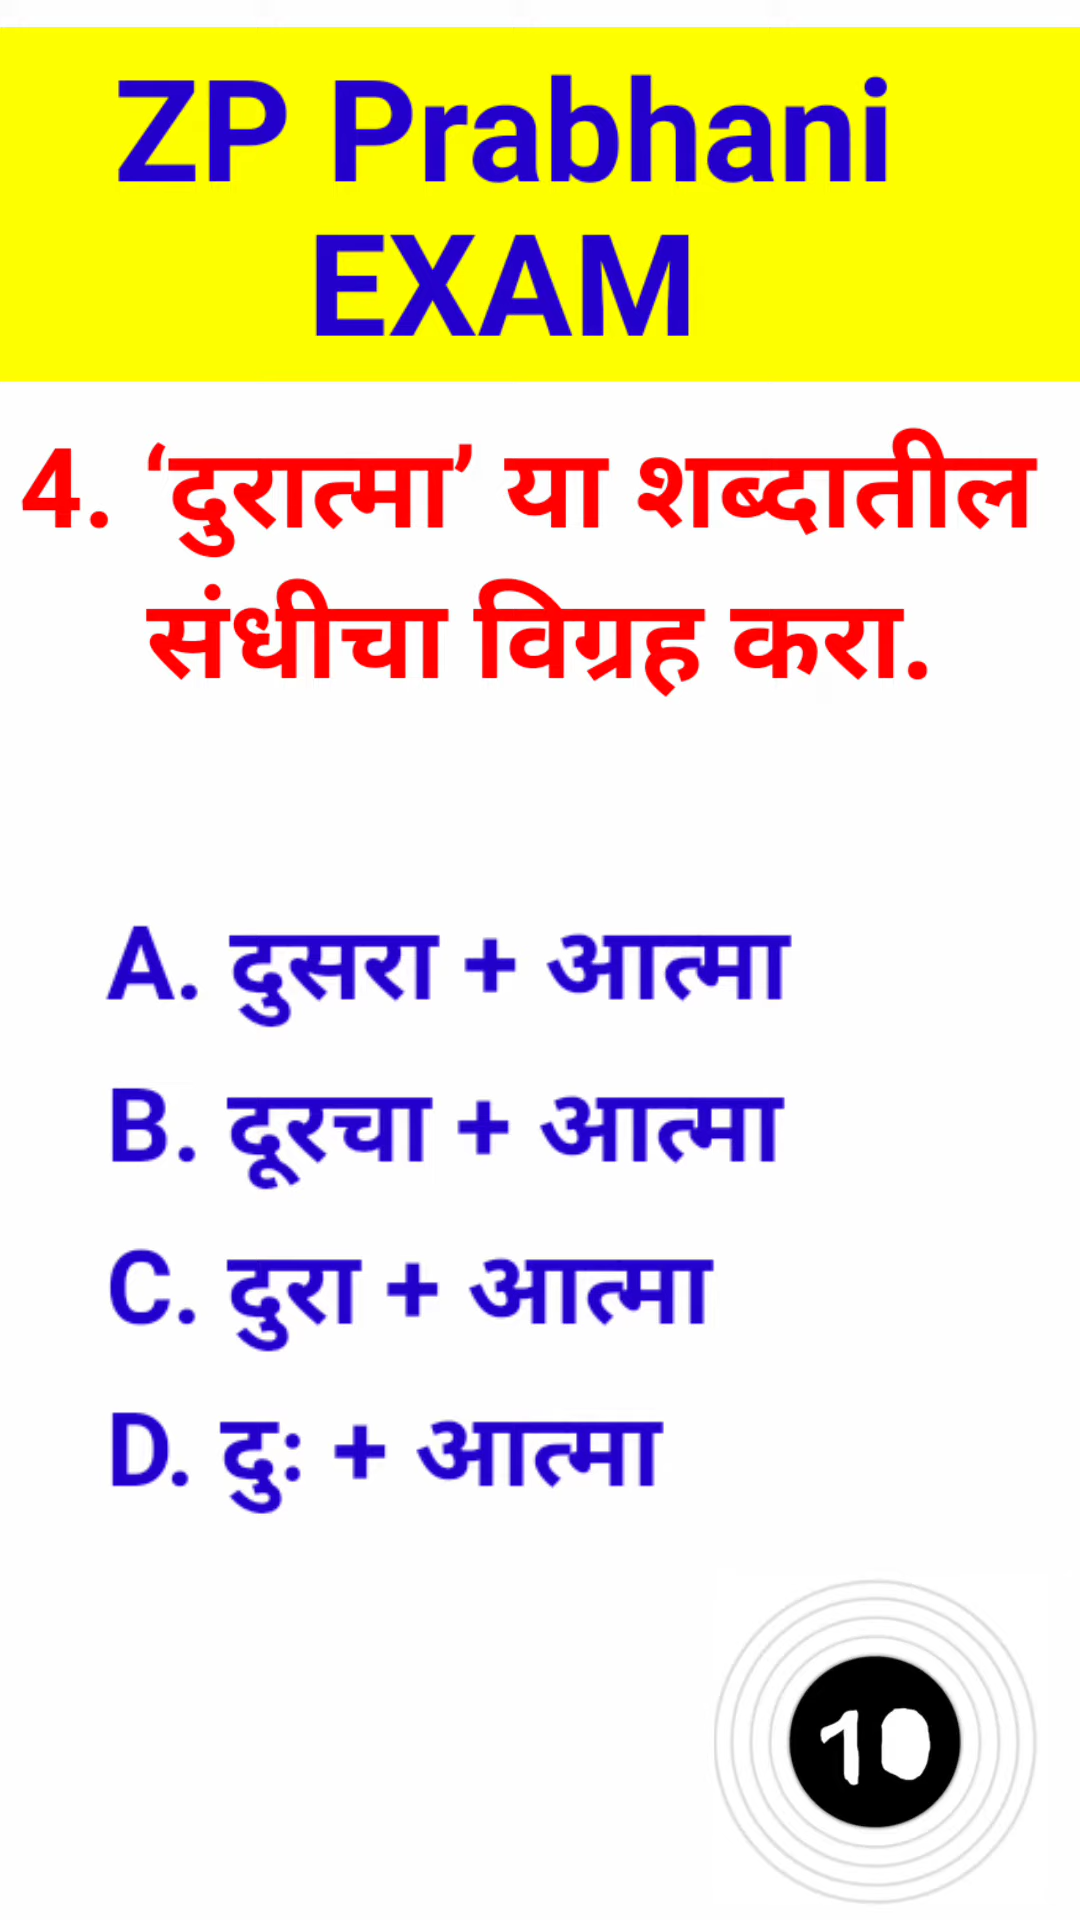 ZP Prabhani
EXAM
4. ‘दुरात्मा’ या शब्दातील
संधीचा विग्रह करा.
A. दुसरा + आत्मा
B. दूरचा + आत्मा
C. दुरा + आत्मा
D. दुः + आत्मा
10